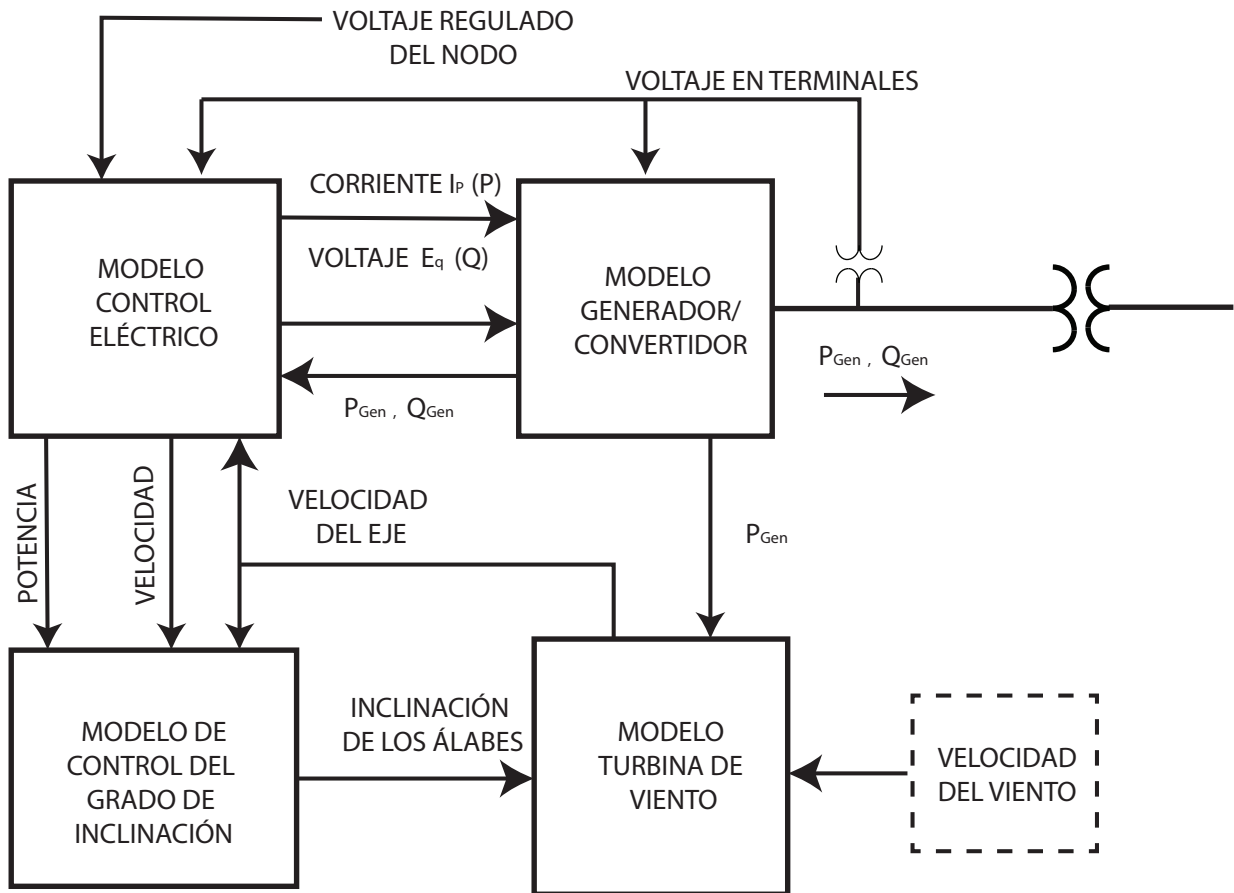 VOLTAJE REGULADO
DEL NODO
VOLTAJE EN TERMINALES
CORRIENTE IP (P)
VOLTAJE Eq (Q)
MODELO
CONTROL
ELÉCTRICO
MODELO
GENERADOR/
CONVERTIDOR
PGen , QGen
PGen , QGen
POTENCIA
VELOCIDAD
VELOCIDAD
DEL EJE
PGen
INCLINACIÓN
DE LOS ÁLABES
MODELO DE
CONTROL DEL
GRADO DE
INCLINACIÓN
MODELO
TURBINA DE
VIENTO
VELOCIDAD
DEL VIENTO